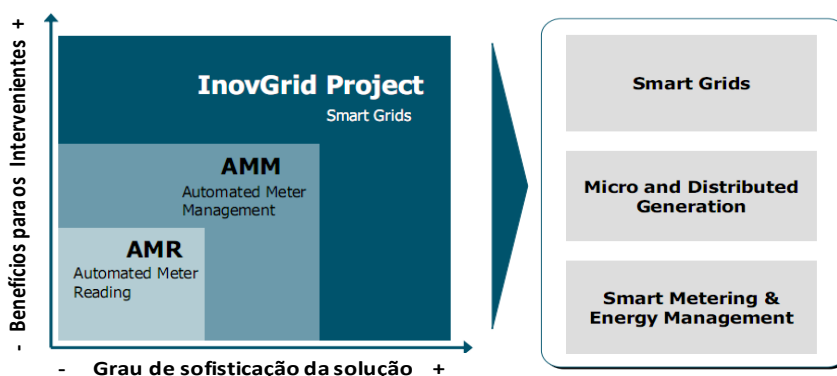 - Benefícios para os Intervenientes +
InovGrid Project
Smart Grids
AMM
Automated Meter
Management
AMR
Automated Meter
Reading
- Grau de sofisticação da solução +
Smart Grids
Micro and Distributed
Generation
Smart Metering &
Energy Management